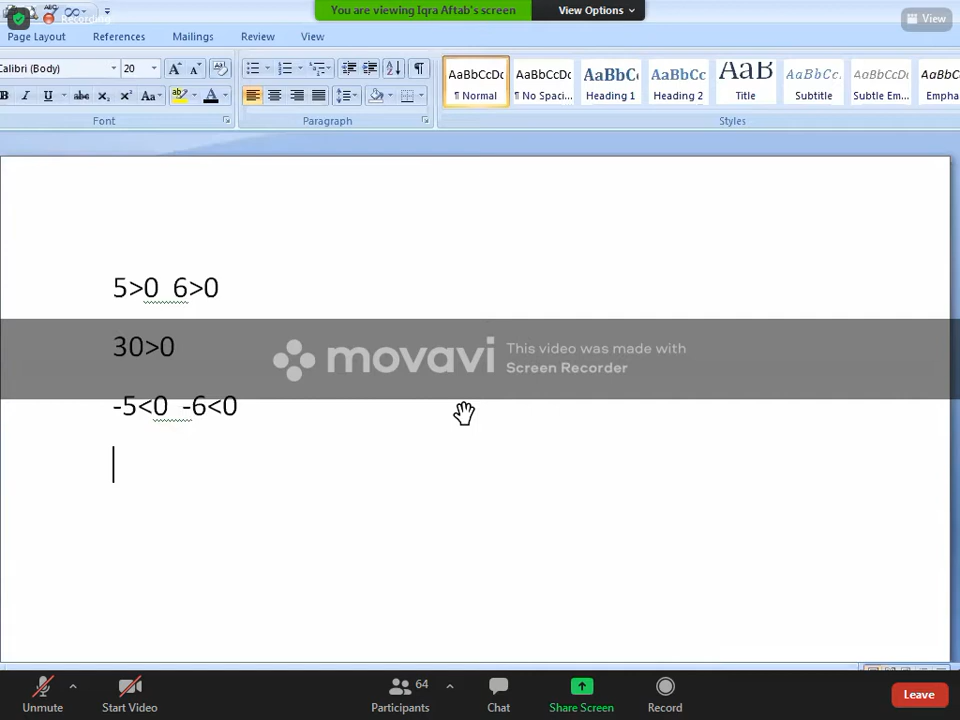 You are viewing Iqra Aftab's screen
View Options
View
Recording
Page Layout References Mailings Review View
Calibri (Body) 20
AaBbCcDc AaBbCcDc AaBbC AaBbCc AaB AaBbCc. AaBbCcDc AaBbCc
¶ Normal ¶ No Spaci... Heading 1 Heading 2 Title Subtitle Subtle Em... Empha
Font Paragraph Styles
5>0 6>0
30>0
movavi This video was made with
Screen Recorder
-5<0 -6<0
Unmute Start Video Participants 64 Chat Share Screen Record Leave